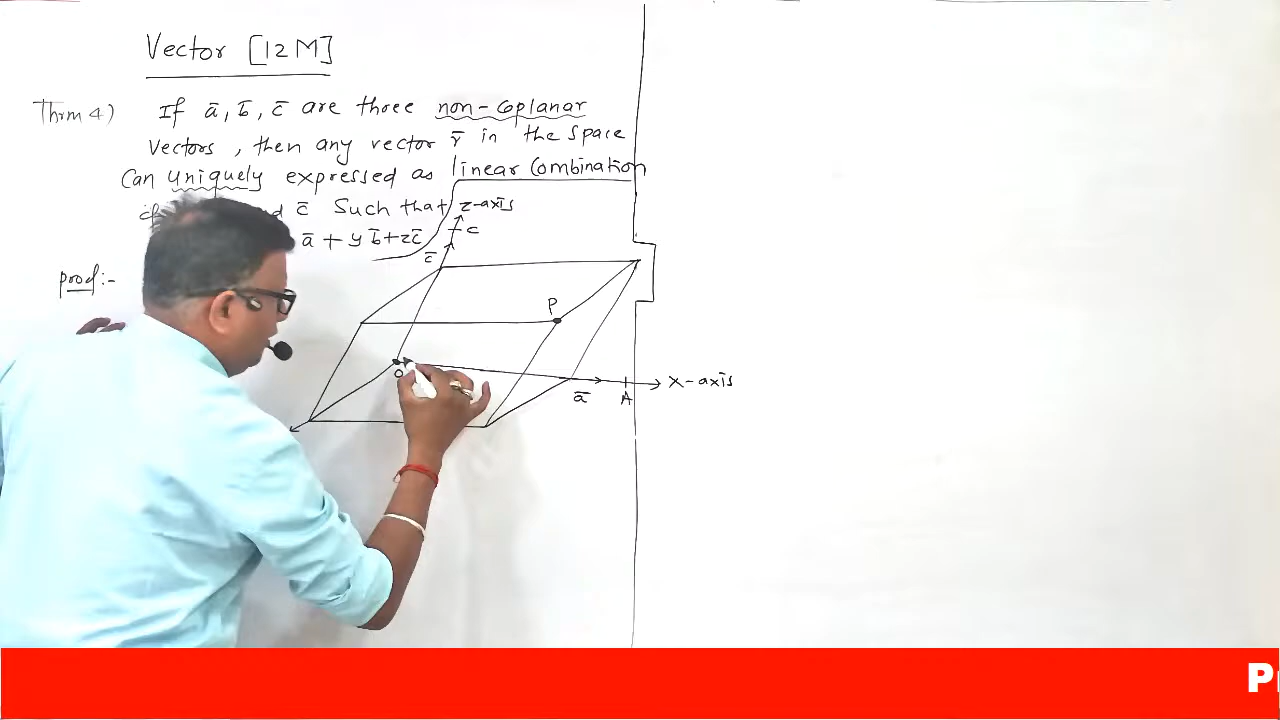 Vector [12M]
Thrm 4) If ā, b̄, c̄ are three non-coplanar
vectors, then any vector r̄ in the space
can uniquely expressed as linear combination
c̄ Such that
ā + y b̄ + z c̄
proof:-
z-axis
C
c̄
P
O
ā
A
X-axis